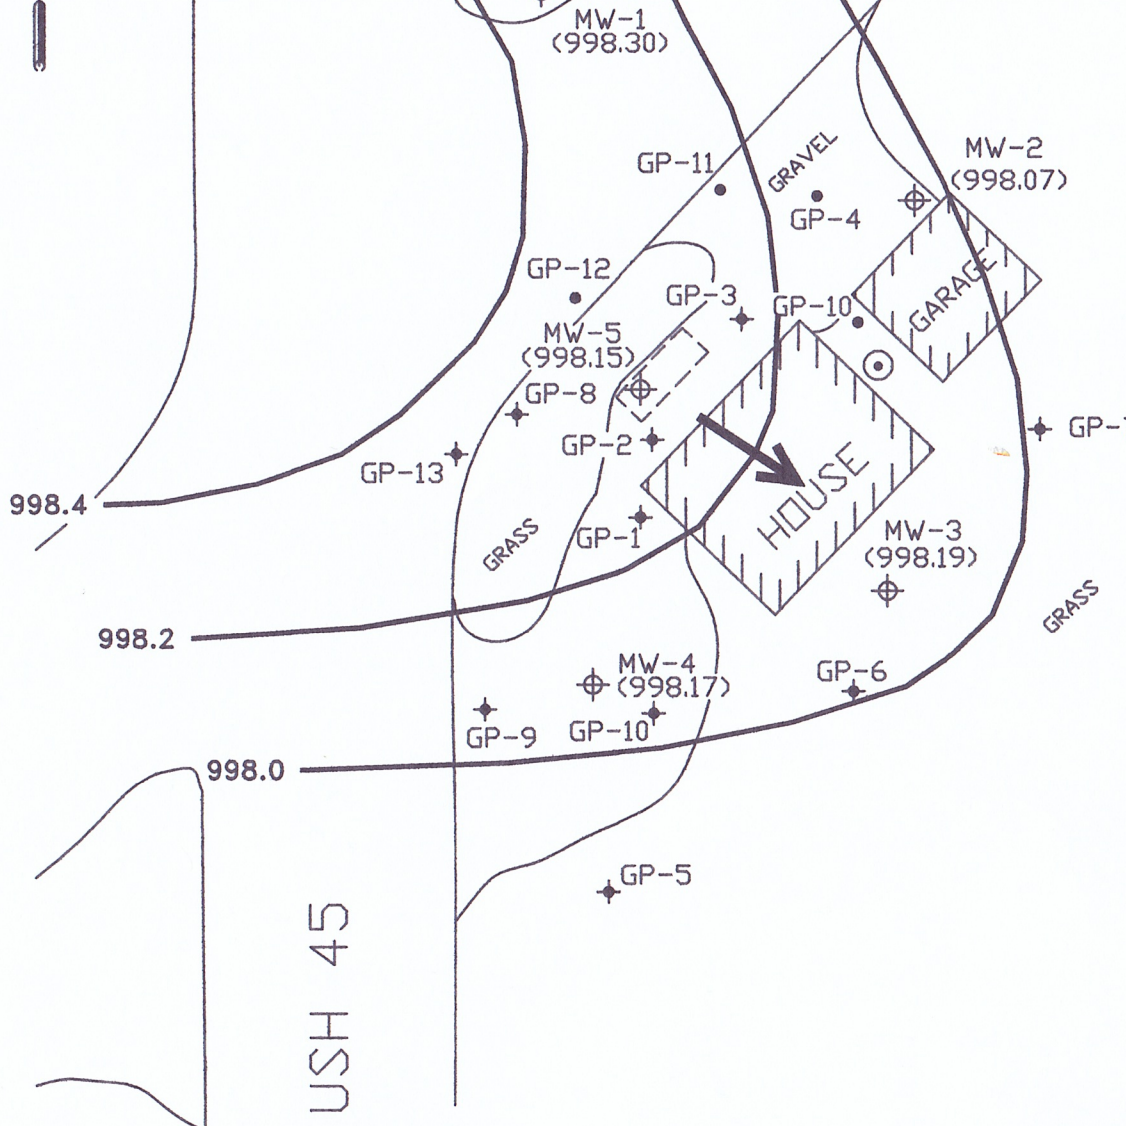 MW-1
(998.30)
MW-2
(998.07)
GP-11
GRAVEL
GP-4
GP-12
GP-3
GP-10
GARAGE
MW-5
(998.15)
GP-8
GP-2
GP-13
HOUSE
998.4
GRASS
GP-1
MW-3
(998.19)
GRASS
998.2
MW-4
(998.17)
GP-6
GP-9
GP-10
998.0
GP-5
USH 45